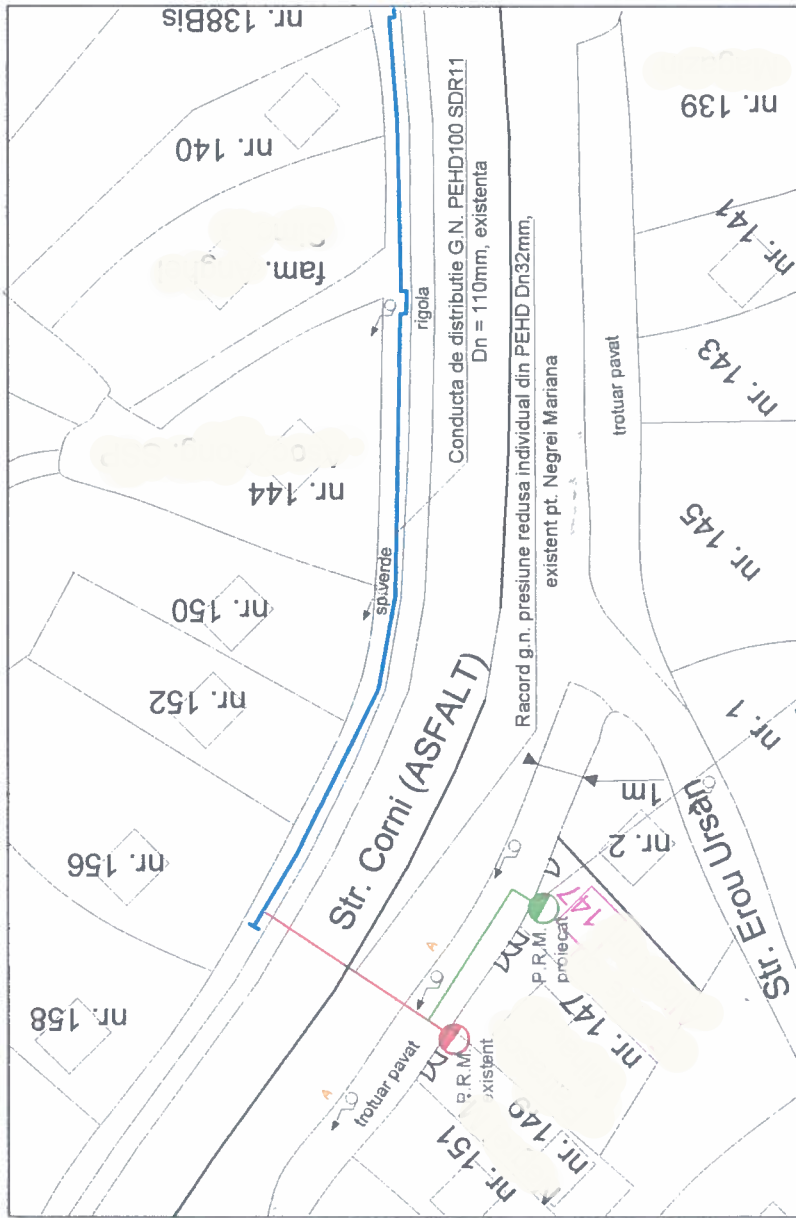 nr. 138Bis
nr. 140
fam.
nr. 144
nr. 150
nr. 152
nr. 156
nr. 158
rigola
sp.verde
Conducta de distributie G.N. PEHD100 SDR11
Dn = 110mm, existenta
Racord g.n. presiune redusa individual din PEHD Dn32mm,
existent pt. Negrei Mariana
Str. Corni (ASFALT)
trotuar pavat
nr. 139
nr. 141
nr. 143
nr. 145
nr. 1
1m
nr. 2
Str. Erou Ursan
A
A
trotuar pavat
P.R.M.
proiecat
147
nr. 147
P.R.M.
existent
nr. 149
nr. 151